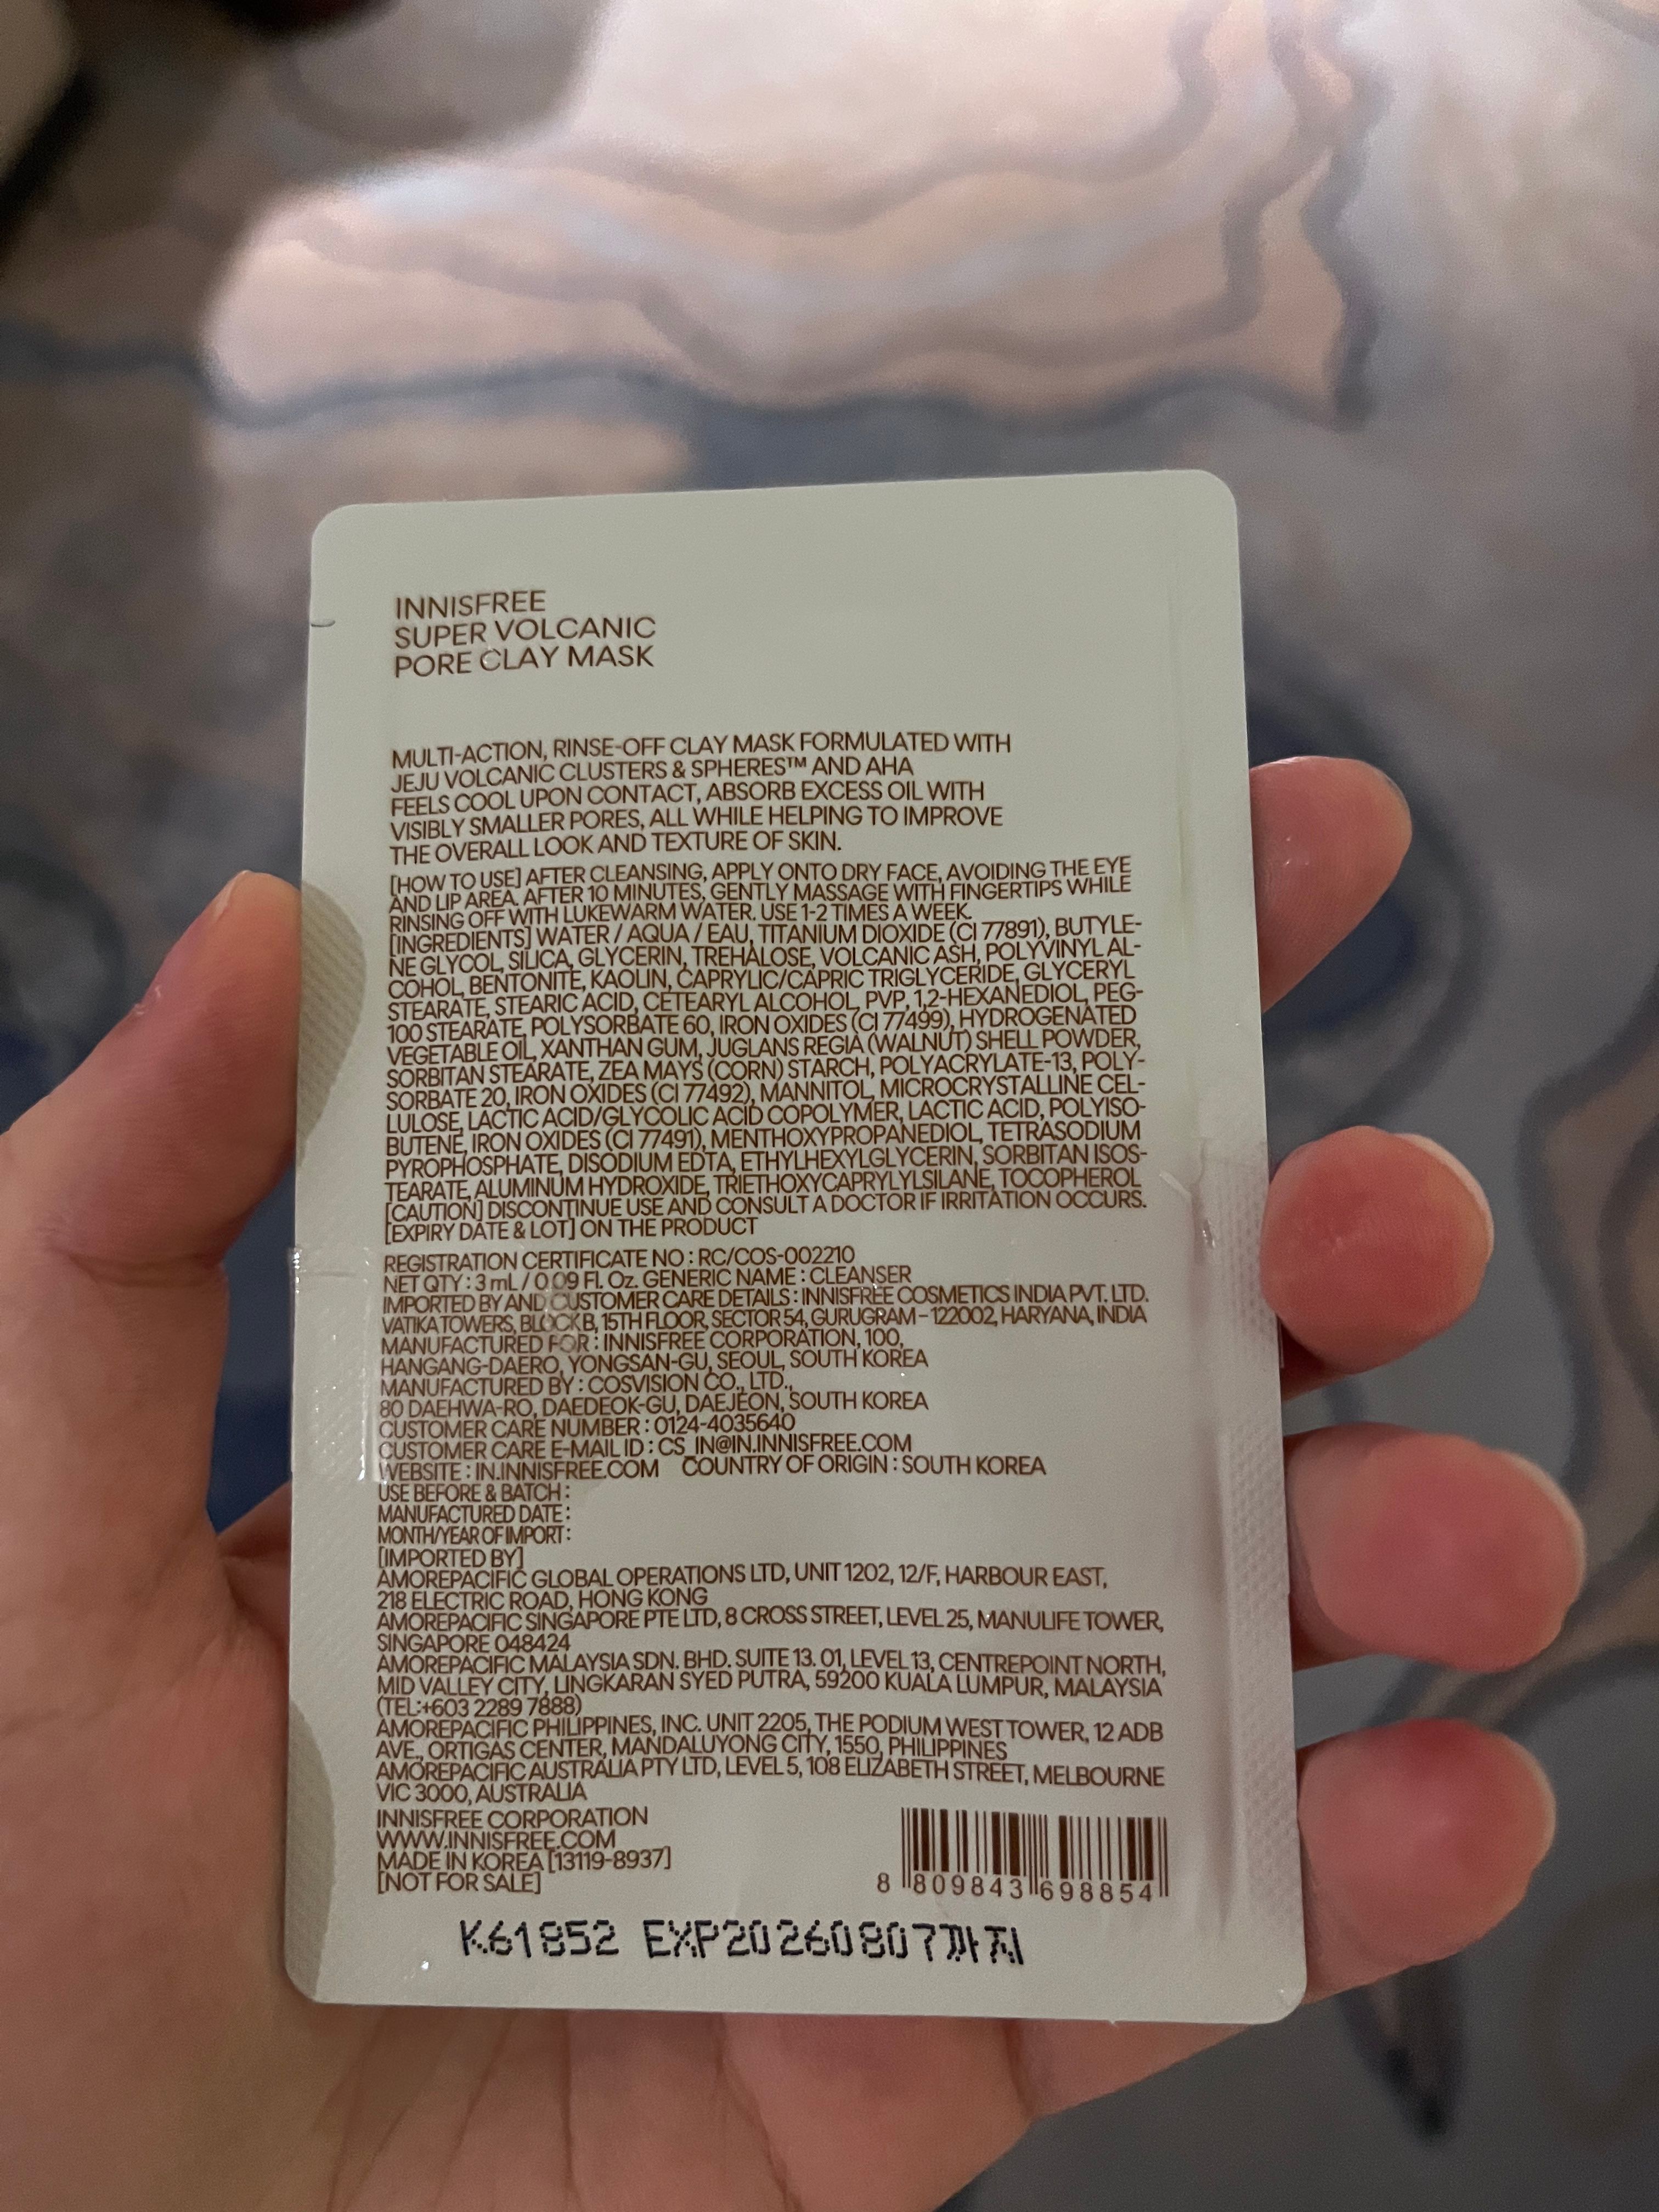 INNISFREE
SUPER VOLCANIC
PORE CLAY MASK
MULTI-ACTION, RINSE-OFF CLAY MASK FORMULATED WITH
JEJU VOLCANIC CLUSTERS & SPHERES™ AND AHA
FEELS COOL UPON CONTACT, ABSORB EXCESS OIL WITH
VISIBLY SMALLER PORES, ALL WHILE HELPING TO IMPROVE
THE OVERALL LOOK AND TEXTURE OF SKIN.
[HOW TO USE] AFTER CLEANSING, APPLY ONTO DRY FACE, AVOIDING THE EYE
AND LIP AREA. AFTER 10 MINUTES, GENTLY MASSAGE WITH FINGERTIPS WHILE
RINSING OFF WITH LUKEWARM WATER. USE 1-2 TIMES A WEEK.
[INGREDIENTS] WATER / AQUA / EAU, TITANIUM DIOXIDE (CI 77891), BUTYLE-
NE GLYCOL, SILICA, GLYCERIN, TREHALOSE, VOLCANIC ASH, POLYVINYL AL-
COHOL, BENTONITE, KAOLIN, CAPRYLIC/CAPRIC TRIGLYCERIDE, GLYCERYL
STEARATE, STEARIC ACID, CETEARYL ALCOHOL, PVP, 1,2-HEXANEDIOL, PEG-
100 STEARATE, POLYSORBATE 60, IRON OXIDES (CI 77499), HYDROGENATED
VEGETABLE OIL, XANTHAN GUM, JUGLANS REGIA (WALNUT) SHELL POWDER,
SORBITAN STEARATE, ZEA MAYS (CORN) STARCH, POLYACRYLATE-13, POLY-
SORBATE 20, IRON OXIDES (CI 77492), MANNITOL, MICROCRYSTALLINE CEL-
LULOSE, LACTIC ACID/GLYCOLIC ACID COPOLYMER, LACTIC ACID, POLYISO-
BUTENE, IRON OXIDES (CI 77491), MENTHOXYPROPANEDIOL, TETRASODIUM
PYROPHOSPHATE, DISODIUM EDTA, ETHYLHEXYLGLYCERIN, SORBITAN ISOS-
TEARATE, ALUMINUM HYDROXIDE, TRIETHOXYCAPRYLYLSILANE, TOCOPHEROL
[CAUTION] DISCONTINUE USE AND CONSULT A DOCTOR IF IRRITATION OCCURS.
[EXPIRY DATE & LOT] ON THE PRODUCT
REGISTRATION CERTIFICATE NO : RC/COS-002210
NET QTY : 3 mL / 0.09 Fl. Oz. GENERIC NAME : CLEANSER
IMPORTED BY AND CUSTOMER CARE DETAILS : INNISFREE COSMETICS INDIA PVT. LTD.
VATIKA TOWERS, BLOCK B, 15TH FLOOR, SECTOR 54, GURUGRAM – 122002, HARYANA, INDIA
MANUFACTURED FOR : INNISFREE CORPORATION, 100,
HANGANG-DAERO, YONGSAN-GU, SEOUL, SOUTH KOREA
MANUFACTURED BY : COSVISION CO., LTD.,
80 DAEHWA-RO, DAEDEOK-GU, DAEJEON, SOUTH KOREA
CUSTOMER CARE NUMBER : 0124-4035640
CUSTOMER CARE E-MAIL ID : CS_IN@IN.INNISFREE.COM
WEBSITE : IN.INNISFREE.COM COUNTRY OF ORIGIN : SOUTH KOREA
USE BEFORE & BATCH :
MANUFACTURED DATE :
MONTH/YEAR OF IMPORT :
[IMPORTED BY]
AMOREPACIFIC GLOBAL OPERATIONS LTD, UNIT 1202, 12/F, HARBOUR EAST,
218 ELECTRIC ROAD, HONG KONG
AMOREPACIFIC SINGAPORE PTE LTD, 8 CROSS STREET, LEVEL 25, MANULIFE TOWER,
SINGAPORE 048424
AMOREPACIFIC MALAYSIA SDN. BHD. SUITE 13. 01, LEVEL 13, CENTREPOINT NORTH,
MID VALLEY CITY, LINGKARAN SYED PUTRA, 59200 KUALA LUMPUR, MALAYSIA
(TEL:+603 2289 7888)
AMOREPACIFIC PHILIPPINES, INC. UNIT 2205, THE PODIUM WEST TOWER, 12 ADB
AVE., ORTIGAS CENTER, MANDALUYONG CITY, 1550, PHILIPPINES
AMOREPACIFIC AUSTRALIA PTY LTD, LEVEL 5, 108 ELIZABETH STREET, MELBOURNE
VIC 3000, AUSTRALIA
INNISFREE CORPORATION
WWW.INNISFREE.COM
MADE IN KOREA [13119-8937]
[NOT FOR SALE]
8 809843 698854
K61852 EXP20260807까지